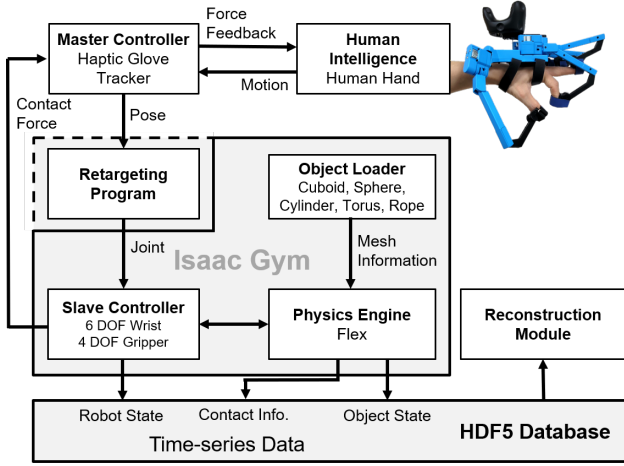 Master Controller
Haptic Glove
Tracker
Force
Feedback
Motion
Human
Intelligence
Human Hand
Contact
Force
Pose
Retargeting
Program
Object Loader
Cuboid, Sphere,
Cylinder, Torus, Rope
Joint
Isaac Gym
Mesh
Information
Slave Controller
6 DOF Wrist
4 DOF Gripper
Physics Engine
Flex
Reconstruction
Module
Robot State
Contact Info.
Object State
Time-series Data
HDF5 Database